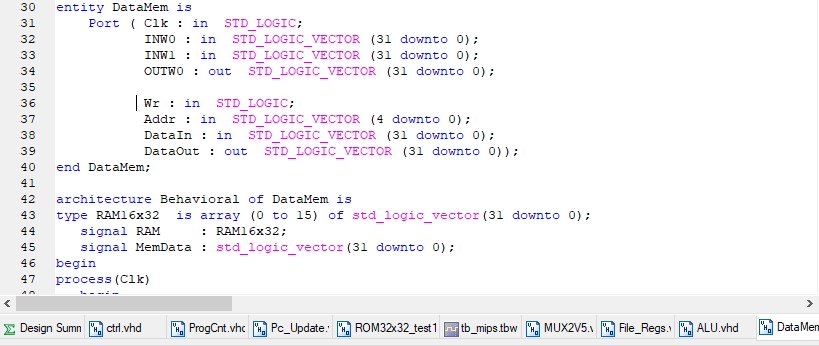 30 entity DataMem is
31 Port ( Clk : in STD_LOGIC;
32 INW0 : in STD_LOGIC_VECTOR (31 downto 0);
33 INW1 : in STD_LOGIC_VECTOR (31 downto 0);
34 OUTW0 : out STD_LOGIC_VECTOR (31 downto 0);
35
36 Wr : in STD_LOGIC;
37 Addr : in STD_LOGIC_VECTOR (4 downto 0);
38 DataIn : in STD_LOGIC_VECTOR (31 downto 0);
39 DataOut : out STD_LOGIC_VECTOR (31 downto 0));
40 end DataMem;
41
42 architecture Behavioral of DataMem is
43 type RAM16x32 is array (0 to 15) of std_logic_vector(31 downto 0);
44 signal RAM : RAM16x32;
45 signal MemData : std_logic_vector(31 downto 0);
46 begin
47 process(Clk)
48 begin
Design Summ ctrl.vhd ProgCnt.vhd Pc_Update. ROM32x32_test1 tb_mips.tbw MUX2V5.v File_Regs.v ALU.vhd DataMem